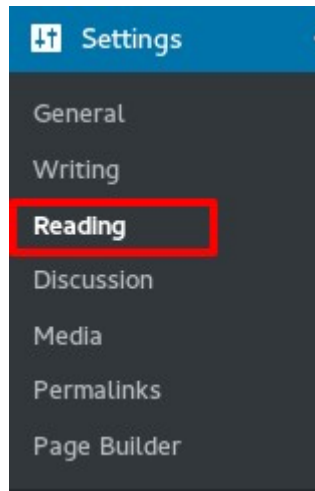 Settings
General
Writing
Reading
Discussion
Media
Permalinks
Page Builder